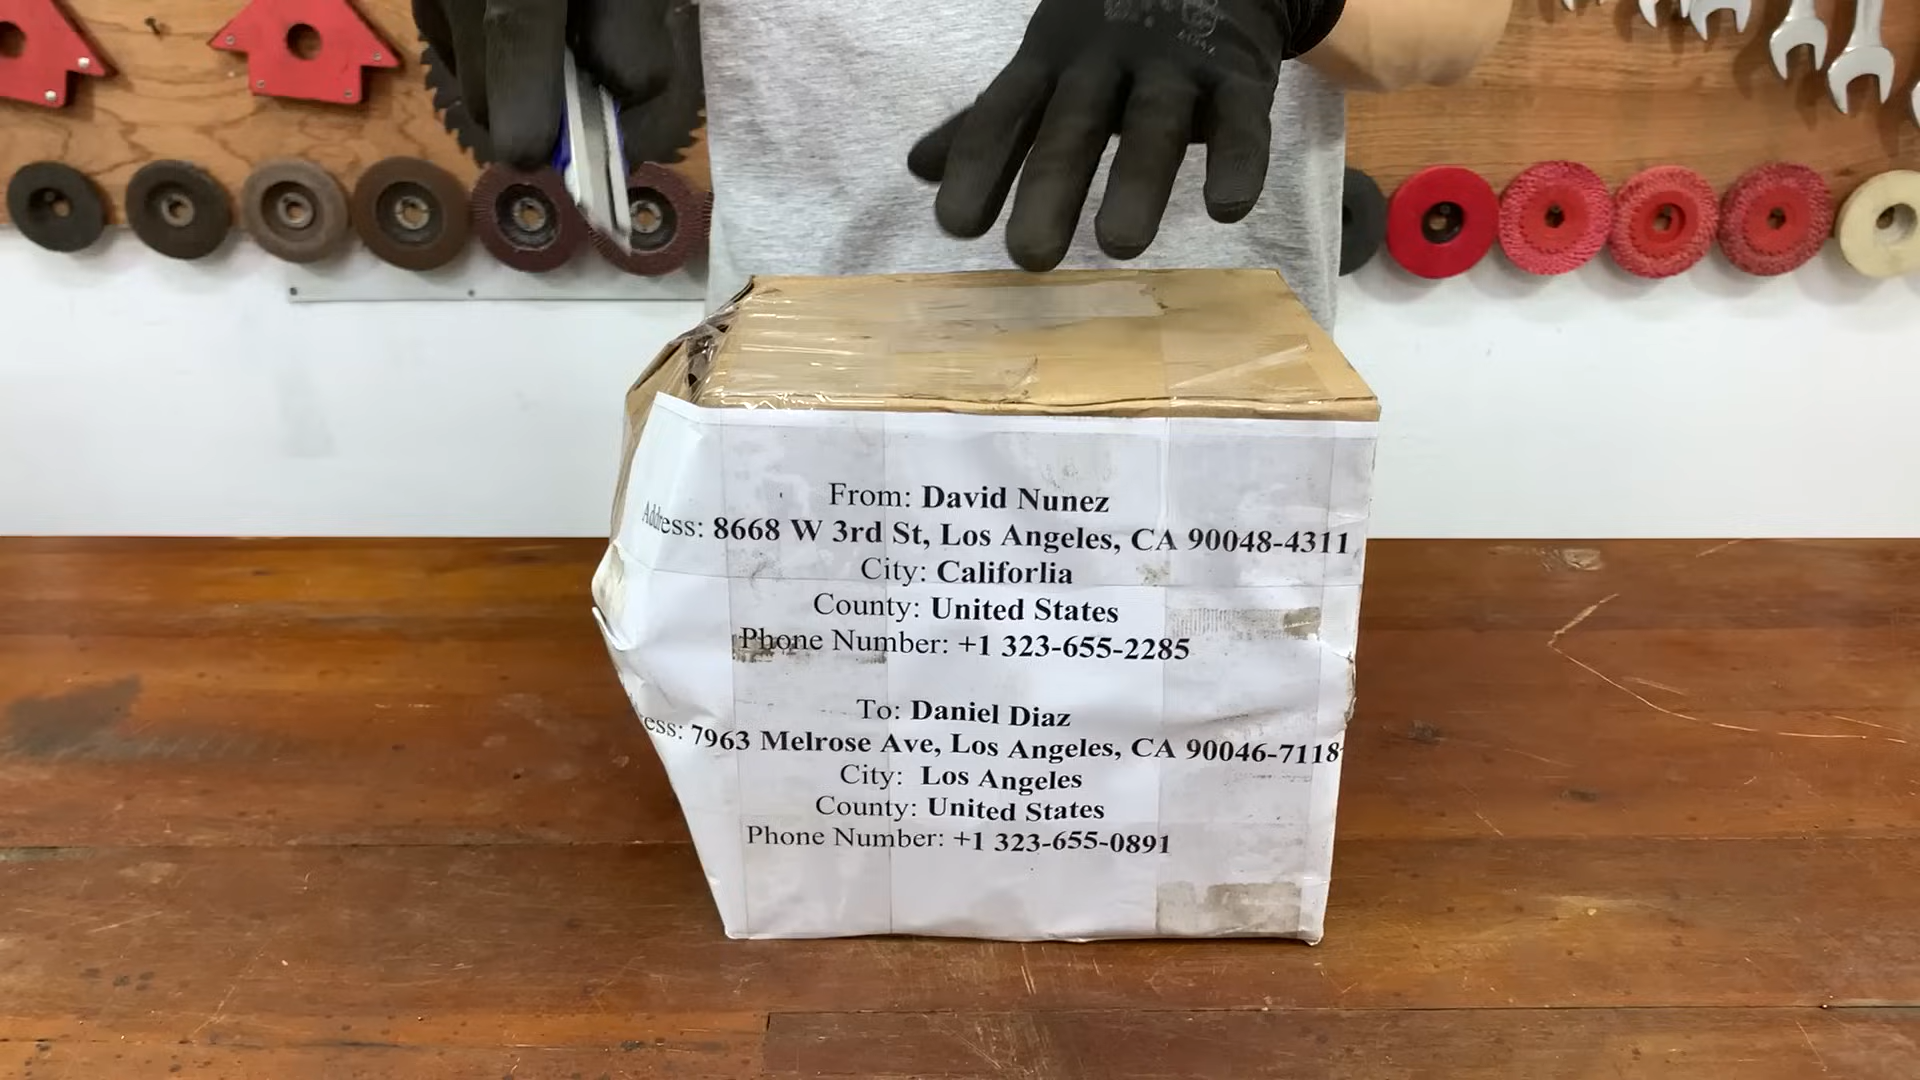 From: David Nunez
Address: 8668 W 3rd St, Los Angeles, CA 90048-4311
City: Califorlia
County: United States
Phone Number: +1 323-655-2285
To: Daniel Diaz
ess: 7963 Melrose Ave, Los Angeles, CA 90046-7118
City: Los Angeles
County: United States
Phone Number: +1 323-655-0891